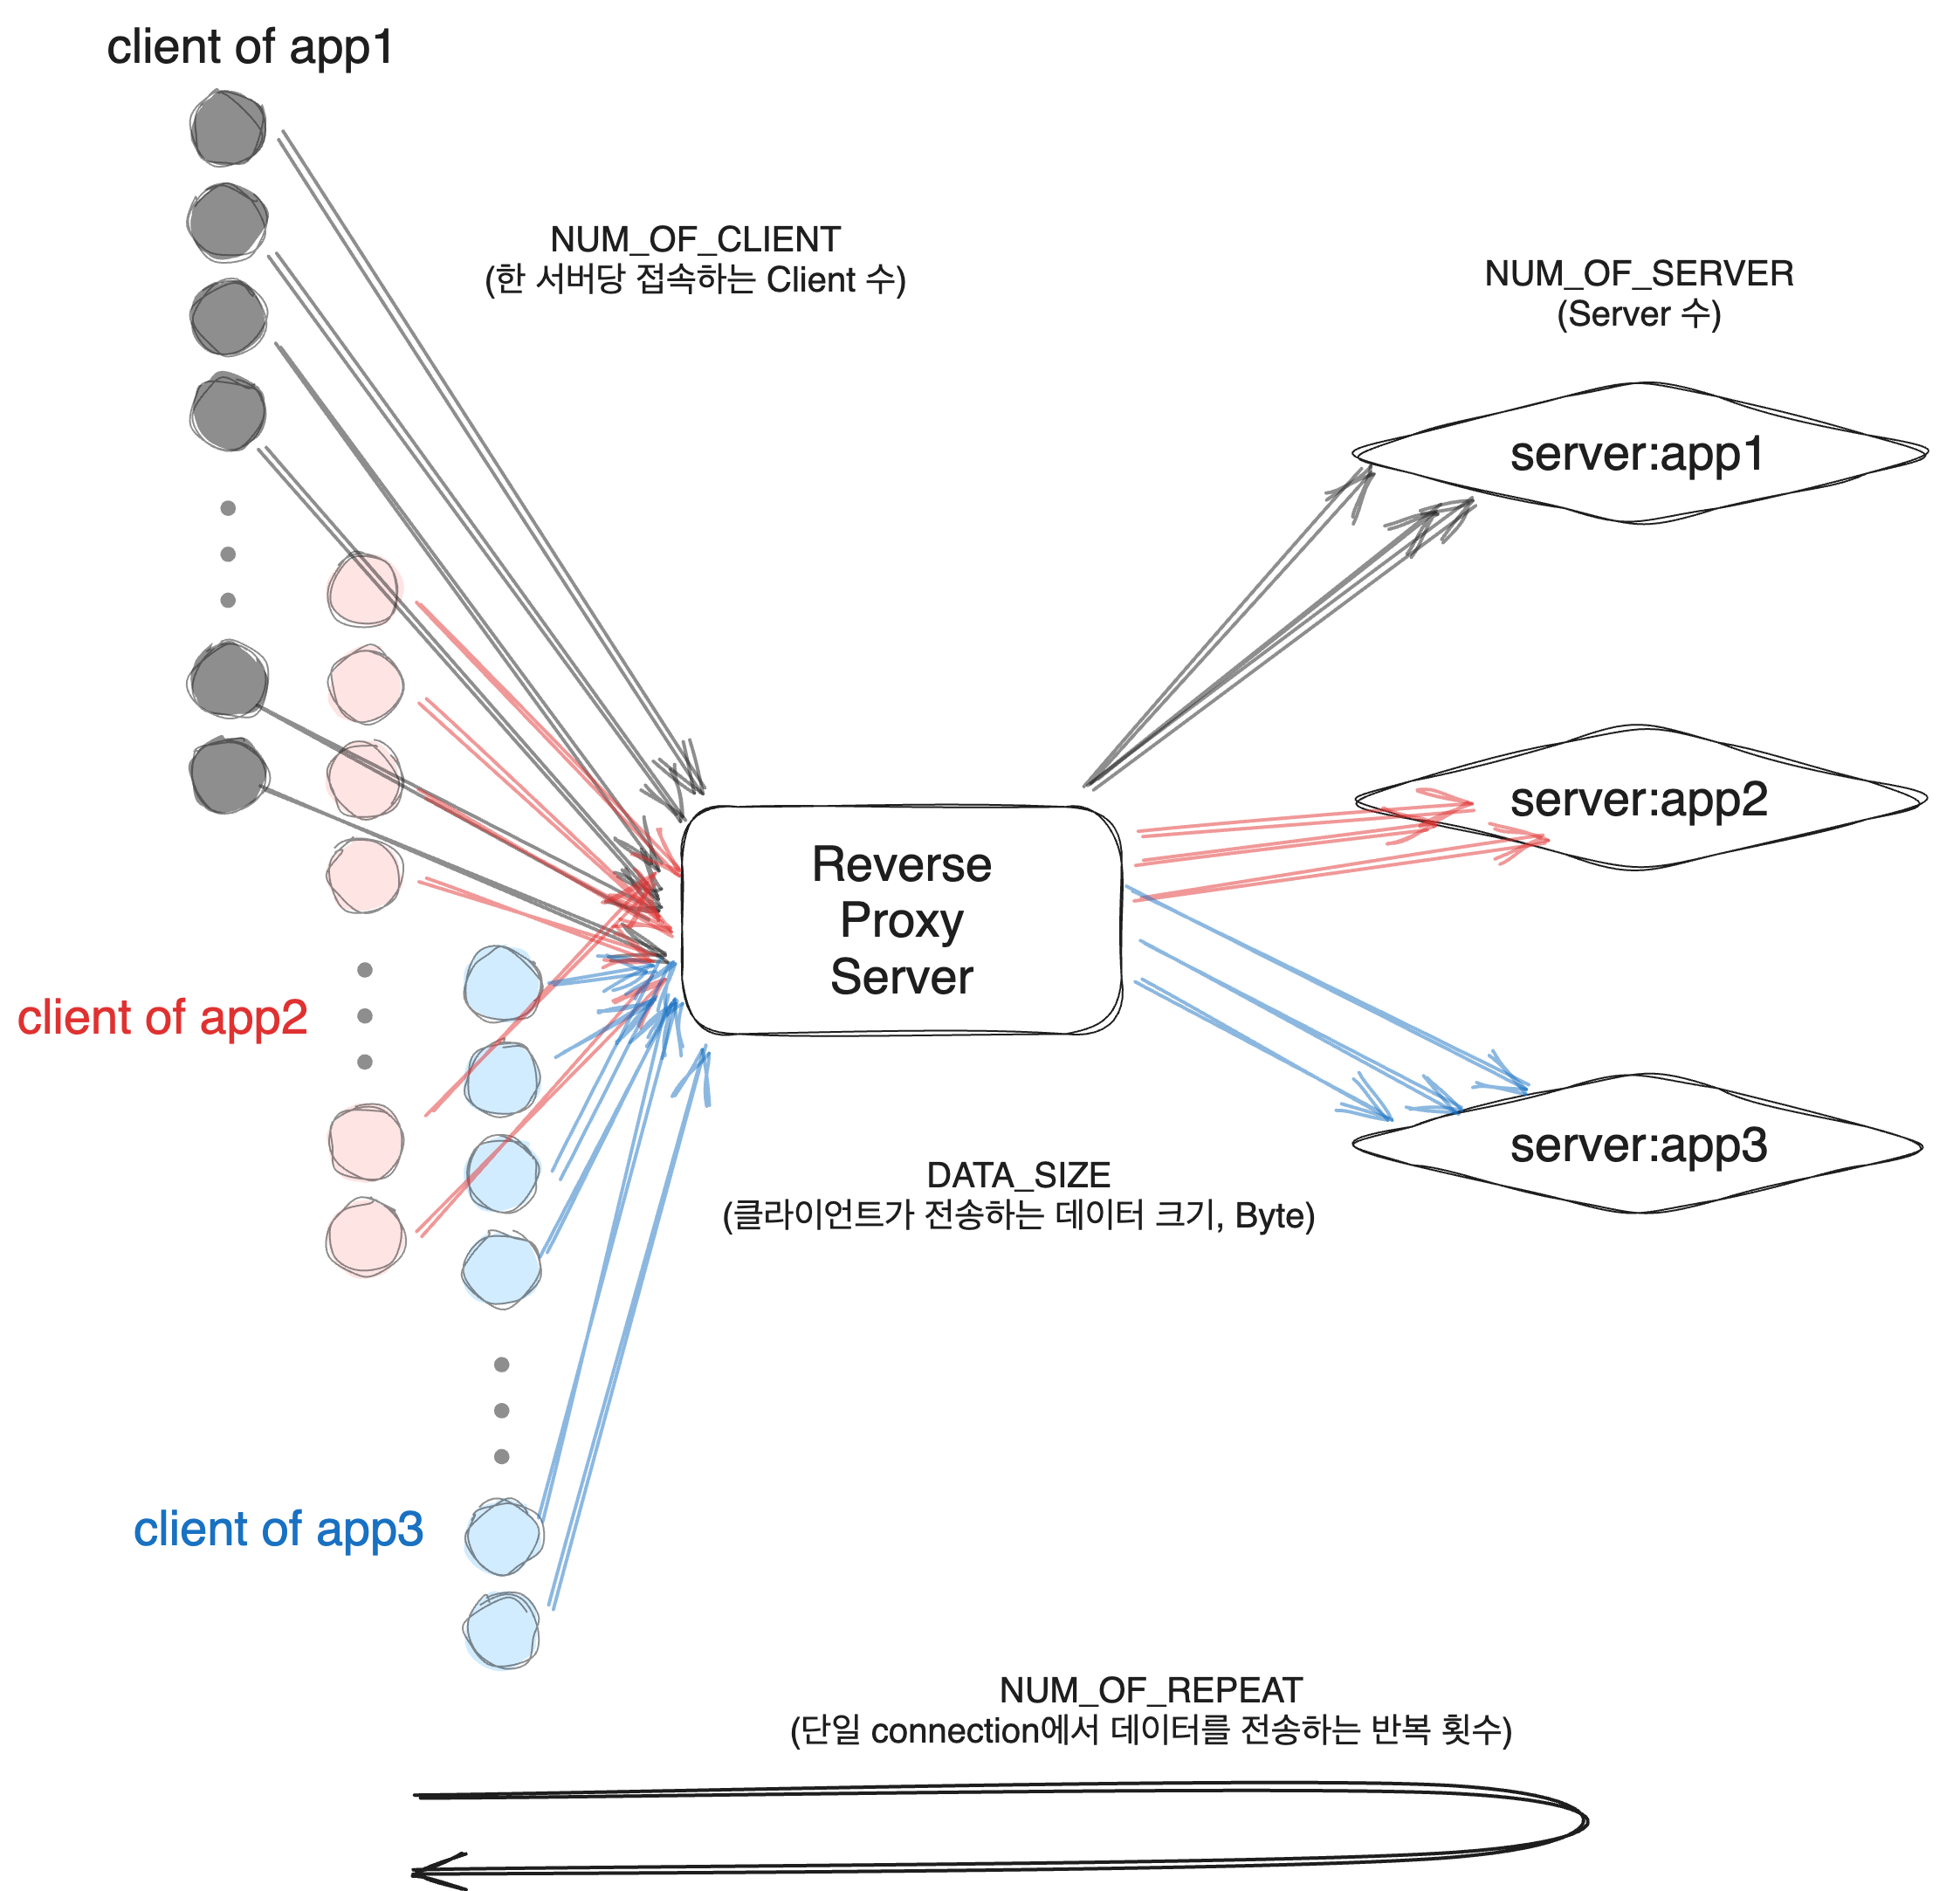 client of app1
NUM_OF_CLIENT
(한 서버당 접속하는 Client 수)
NUM_OF_SERVER
(Server 수)
server:app1
server:app2
Reverse
Proxy
Server
client of app2
server:app3
DATA_SIZE
(클라이언트가 전송하는 데이터 크기, Byte)
client of app3
NUM_OF_REPEAT
(단일 connection에서 데이터를 전송하는 반복 횟수)